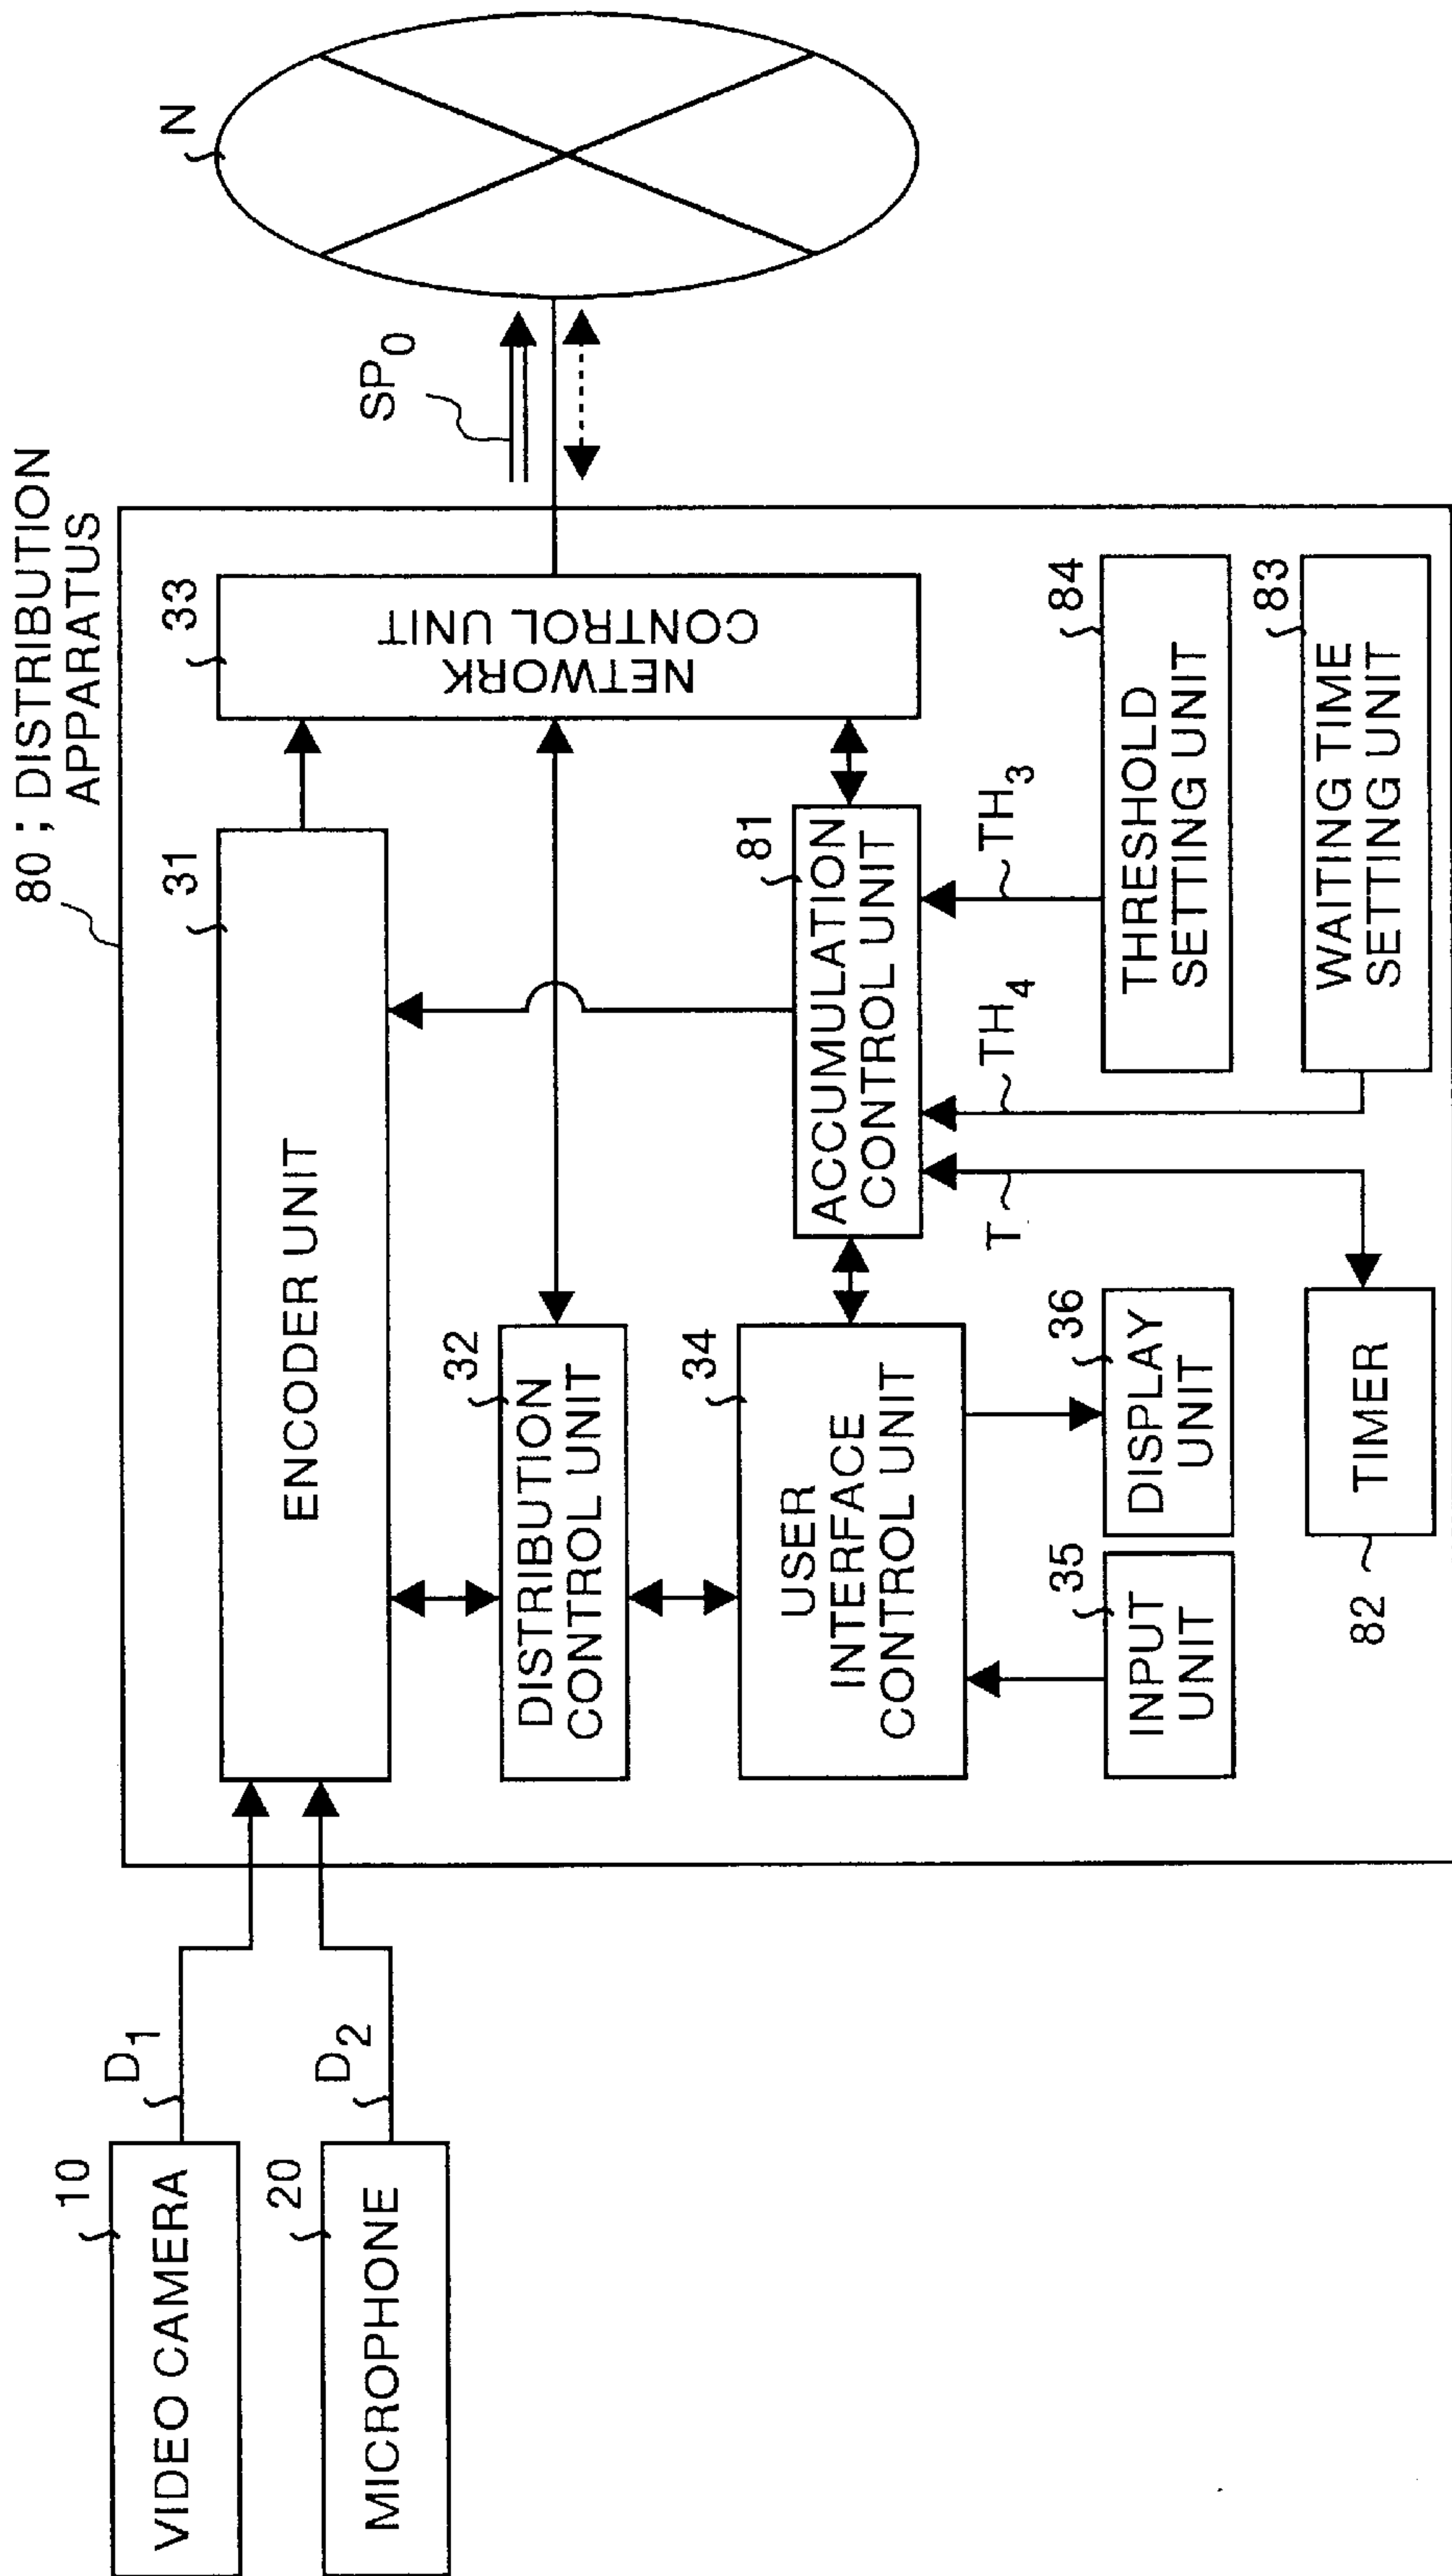 80 ; DISTRIBUTION
APPARATUS
10
VIDEO CAMERA
D1
20
MICROPHONE
D2
31
ENCODER UNIT
33
NETWORK
CONTROL UNIT
SP0
N
32
DISTRIBUTION
CONTROL UNIT
34
USER
INTERFACE
CONTROL UNIT
81
ACCUMULATION
CONTROL UNIT
35
INPUT
UNIT
36
DISPLAY
UNIT
T
TH4
TH3
84
THRESHOLD
SETTING UNIT
82
TIMER
83
WAITING TIME
SETTING UNIT